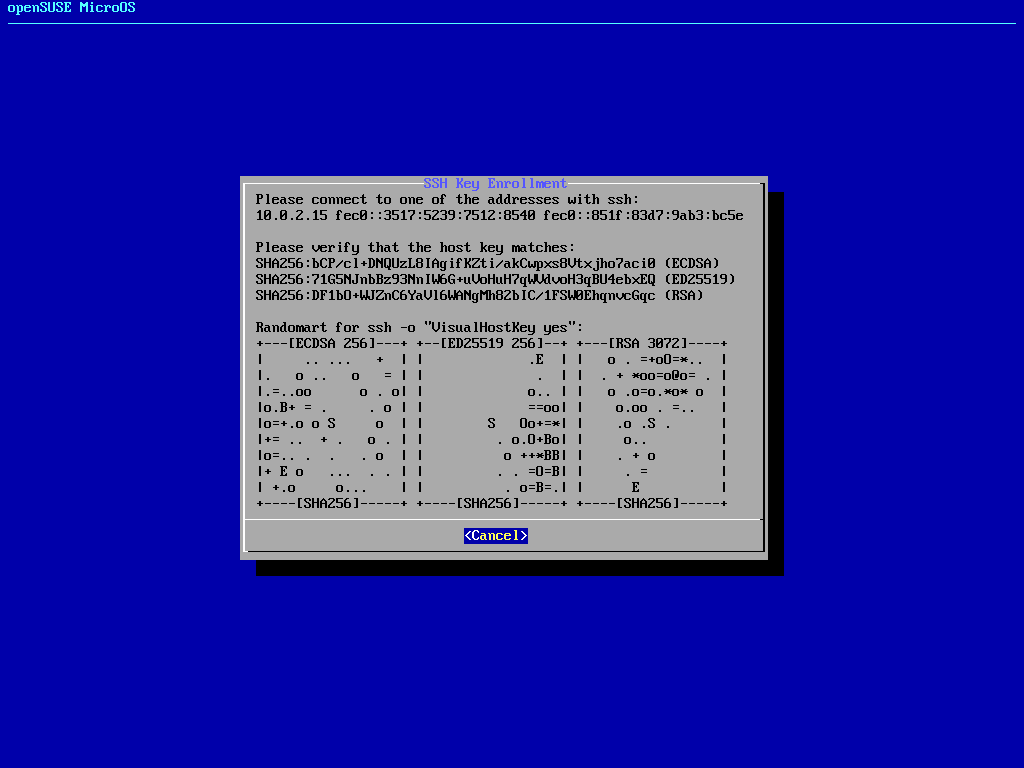 openSUSE MicroOS
SSH Key Enrollment
Please connect to one of the addresses with ssh:
10.0.2.15 fec0::3517:5239:7512:8540 fec0::851f:83d7:9ab3:bc5e
Please verify that the host key matches:
SHA256:bCP/cl+DNQUzL8IAgifKZti/akCwpxs8Vtxjho7aci0 (ECDSA)
SHA256:71G5NJnbBz93NnIW6G+uVoHuH7qWVdvoH3qBU4ebxEQ (ED25519)
SHA256:DF1bO+WJZnC6YaVl6WANgMh82bIC/1FSW0EhqnvcGqc (RSA)
Randomart for ssh -o "VisualHostKey yes":
+---[ECDSA 256]---+ +--[ED25519 256]--+ +---[RSA 3072]----+
|     .. ...   +  | |             .E  | |   o . =+oO=*..  |
|.   o ..   o   = | |              .  | |  . + *oo=o@o= . |
|.=..oo      o . o| |             o.. | |   o .o=o.*o* o  |
|o.B+ = .     . o | |             ==oo| |    o.oo . =..   |
|o=+.o o S     o  | |        S   Oo+=*| |    .o .S .      |
|+= ..  + .   o . | |         . o.O+Bo| |     o..         |
|o=.. .  .   . o  | |          o ++*BB| |    . + o        |
|+ E o   ...  . . | |         . . =O=B| |     . =         |
| +.o     o...    | |          . o=B=.| |      E          |
+----[SHA256]-----+ +----[SHA256]-----+ +----[SHA256]-----+
<Cancel>